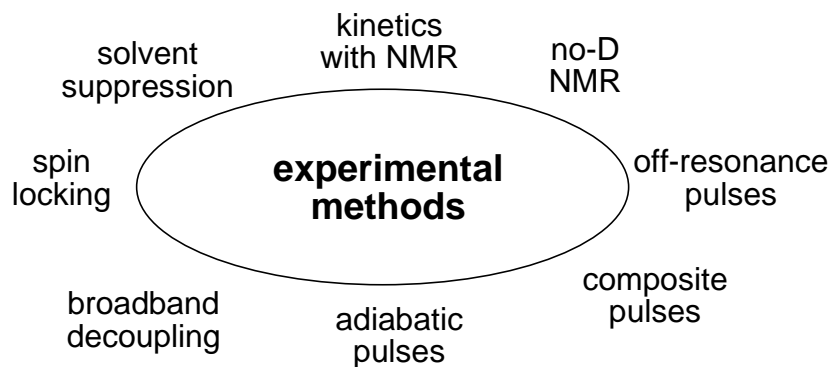 kinetics
with NMR
no-D
NMR
solvent
suppression
spin
locking
experimental
methods
off-resonance
pulses
broadband
decoupling
adiabatic
pulses
composite
pulses